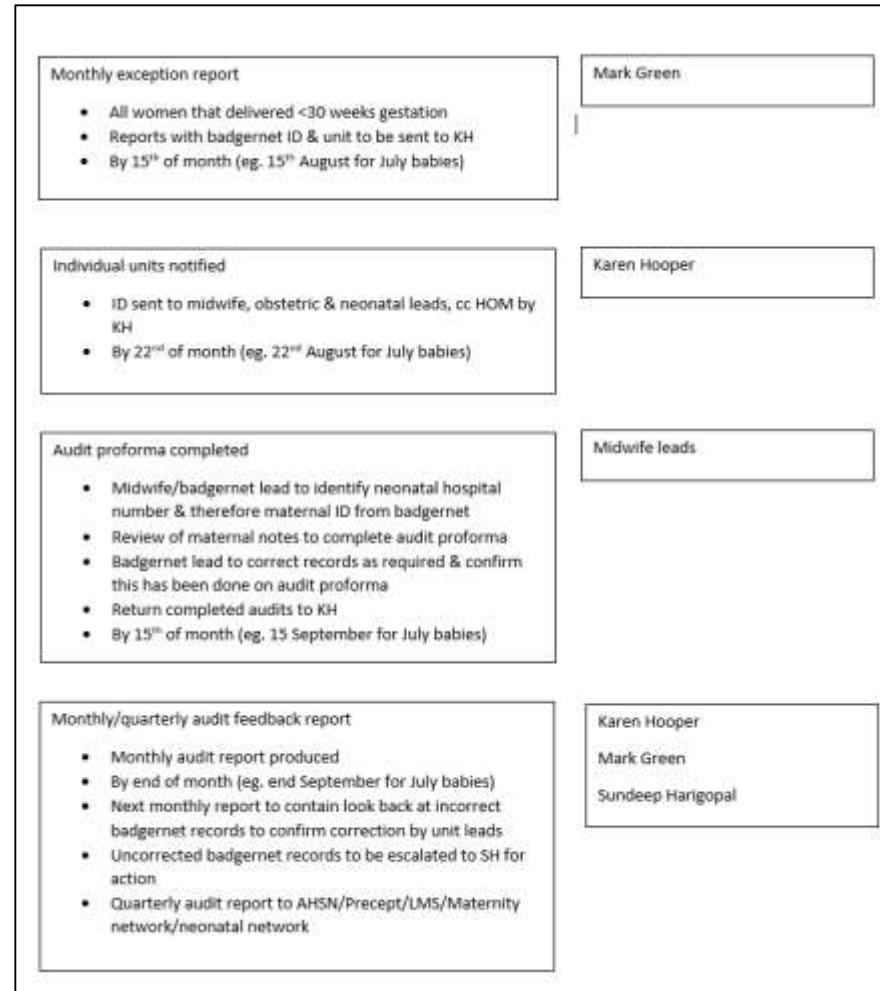 Monthly exception report
• All women that delivered <30 weeks gestation
• Reports with badgernet ID & unit to be sent to KH
• By 15th of month (eg. 15th August for July babies)
Mark Green
Individual units notified
• ID sent to midwife, obstetric & neonatal leads, cc HOM by
KH
• By 22nd of month (eg. 22nd August for July babies)
Karen Hooper
Audit proforma completed
• Midwife/badgernet lead to identify neonatal hospital
number & therefore maternal ID from badgernet
• Review of maternal notes to complete audit proforma
• Badgernet lead to correct records as required & confirm
this has been done on audit proforma
• Return completed audits to KH
• By 15th of month (eg. 15 September for July babies)
Midwife leads
Monthly/quarterly audit feedback report
• Monthly audit report produced
• By end of month (eg. end September for July babies)
• Next monthly report to contain look back at incorrect
badgernet records to confirm correction by unit leads
• Uncorrected badgernet records to be escalated to SH for
action
• Quarterly audit report to AHSN/Precept/LMS/Maternity
network/neonatal network
Karen Hooper
Mark Green
Sundeep Harigopal